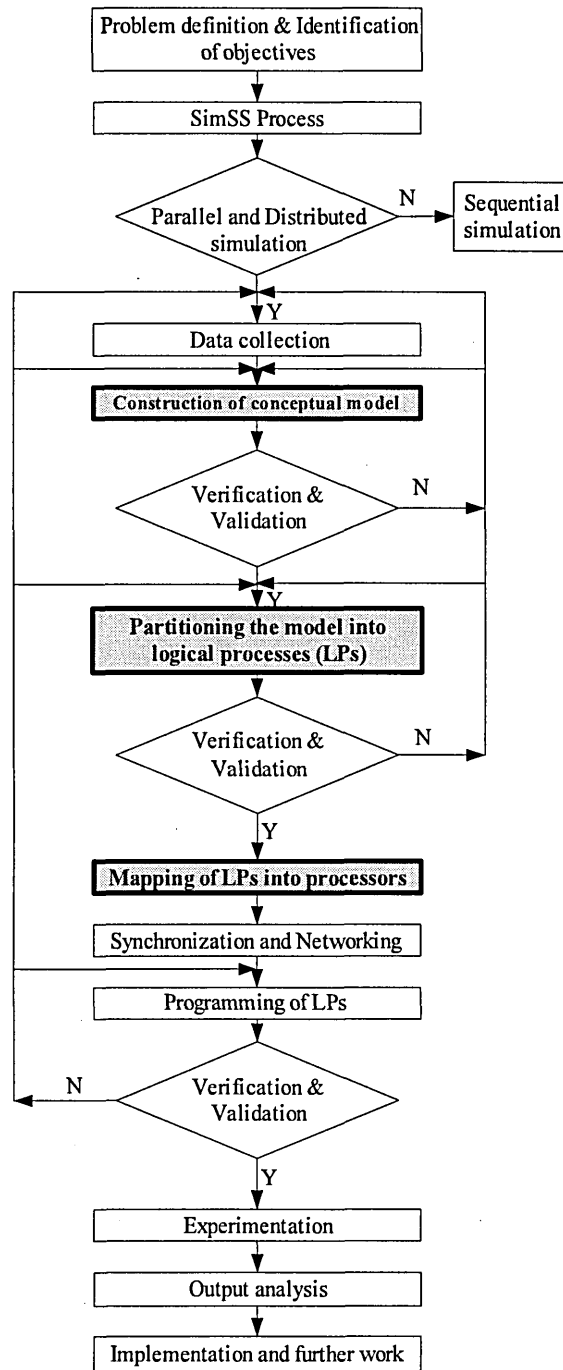 Problem definition & Identification
of objectives
SimSS Process
Parallel and Distributed
simulation
N
Sequential
simulation
Y
Data collection
Construction of conceptual model
Verification &
Validation
N
Y
Partitioning the model into
logical processes (LPs)
Verification &
Validation
N
Y
Mapping of LPs into processors
Synchronization and Networking
Programming of LPs
Verification &
Validation
N
Y
Experimentation
Output analysis
Implementation and further work